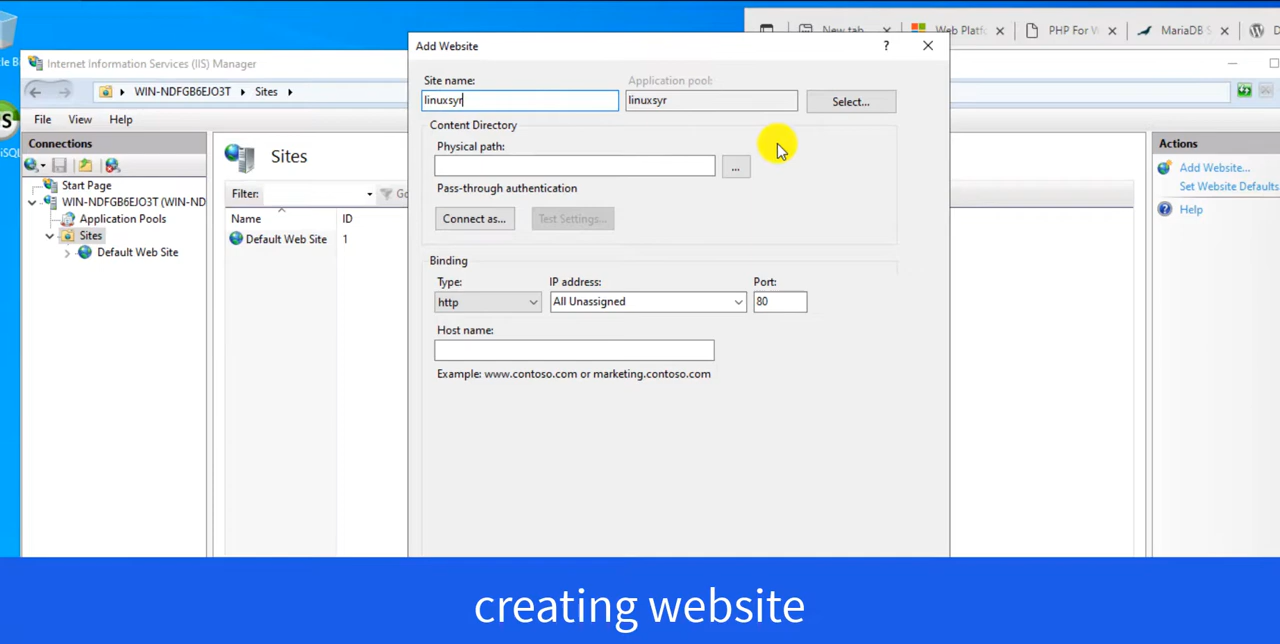 New tab
Web Platf
PHP For W
MariaDB S
Add Website
?
Internet Information Services (IIS) Manager
WIN-NDFGB6EJO3T
Sites
File View Help
Connections
Start Page
WIN-NDFGB6EJO3T (WIN-ND
Application Pools
Sites
Default Web Site
Sites
Filter:
Go
Name
ID
Default Web Site
1
Site name:
Application pool:
linuxsyr
linuxsyr
Select...
Content Directory
Physical path:
...
Pass-through authentication
Connect as...
Test Settings...
Binding
Type:
IP address:
Port:
http
All Unassigned
80
Host name:
Example: www.contoso.com or marketing.contoso.com
Actions
Add Website...
Set Website Defaults
Help
creating website